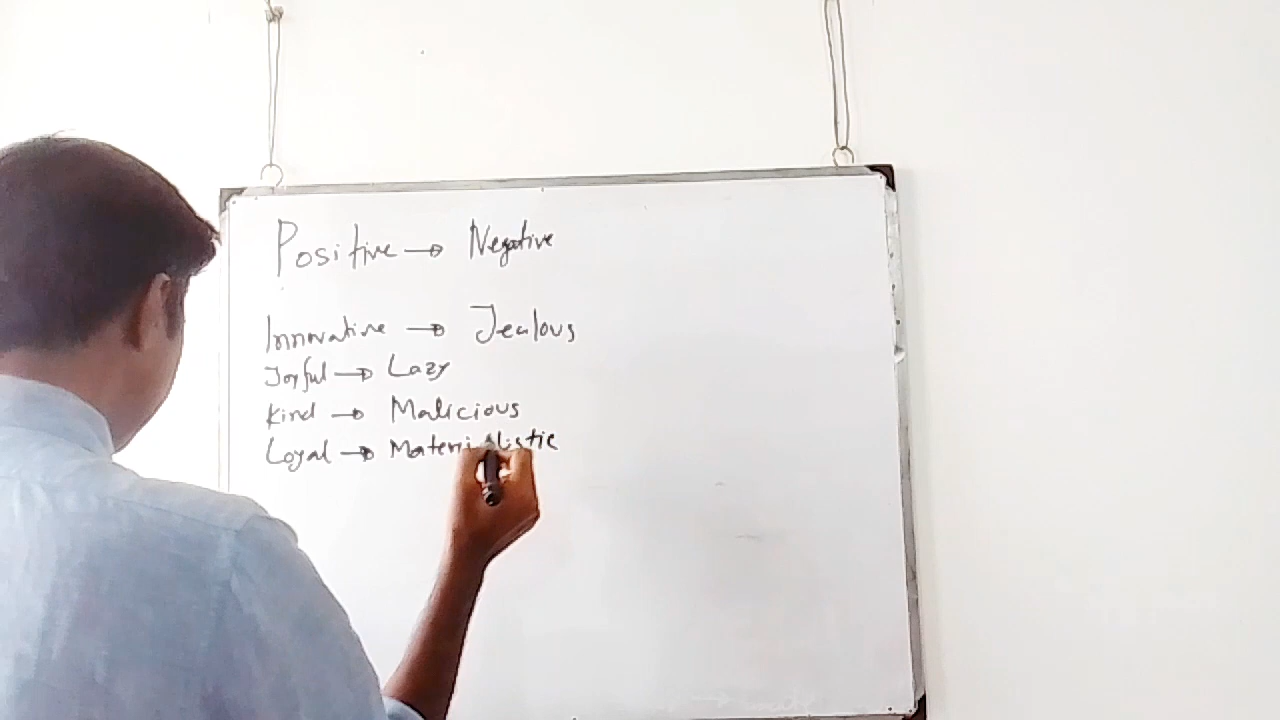 Positive → Negative
Innovative → Jealous
Joyful → Lazy
Kind → Malicious
Loyal → Materialistic